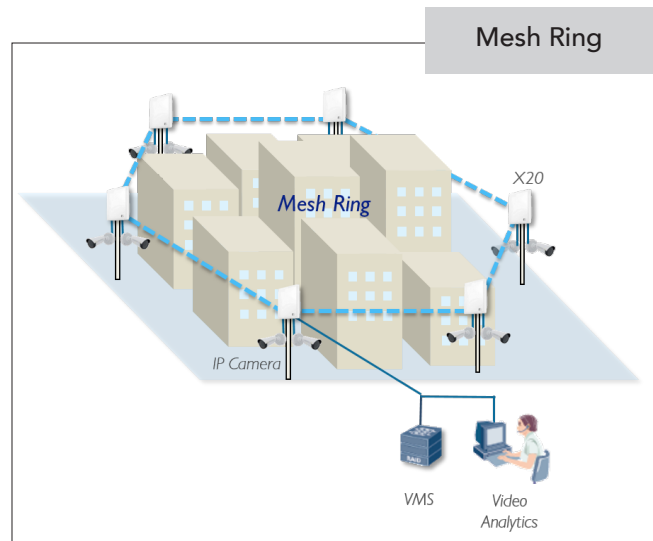 Mesh Ring
X20
Mesh Ring
IP Camera
RAID
VMS
Video
Analytics